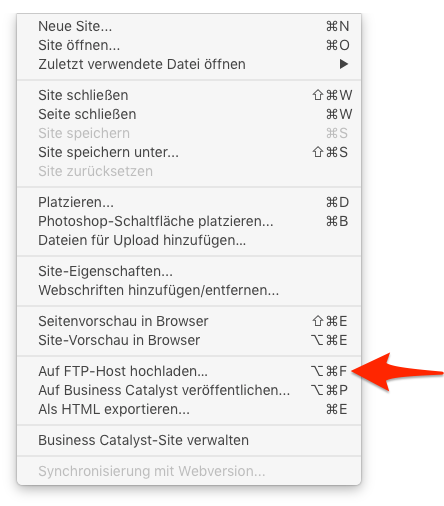 Neue Site... ⌘N
Site öffnen... ⌘O
Zuletzt verwendete Datei öffnen ▶
Site schließen ⇧⌘W
Seite schließen ⌘W
Site speichern ⌘S
Site speichern unter... ⇧⌘S
Site zurücksetzen
Platzieren... ⌘D
Photoshop-Schaltfläche platzieren... ⌘B
Dateien für Upload hinzufügen...
Site-Eigenschaften...
Webschriften hinzufügen/entfernen...
Seitenvorschau in Browser ⇧⌘E
Site-Vorschau in Browser ⌥⌘E
Auf FTP-Host hochladen... ⌥⌘F
Auf Business Catalyst veröffentlichen... ⌥⌘P
Als HTML exportieren... ⌘E
Business Catalyst-Site verwalten
Synchronisierung mit Webversion...